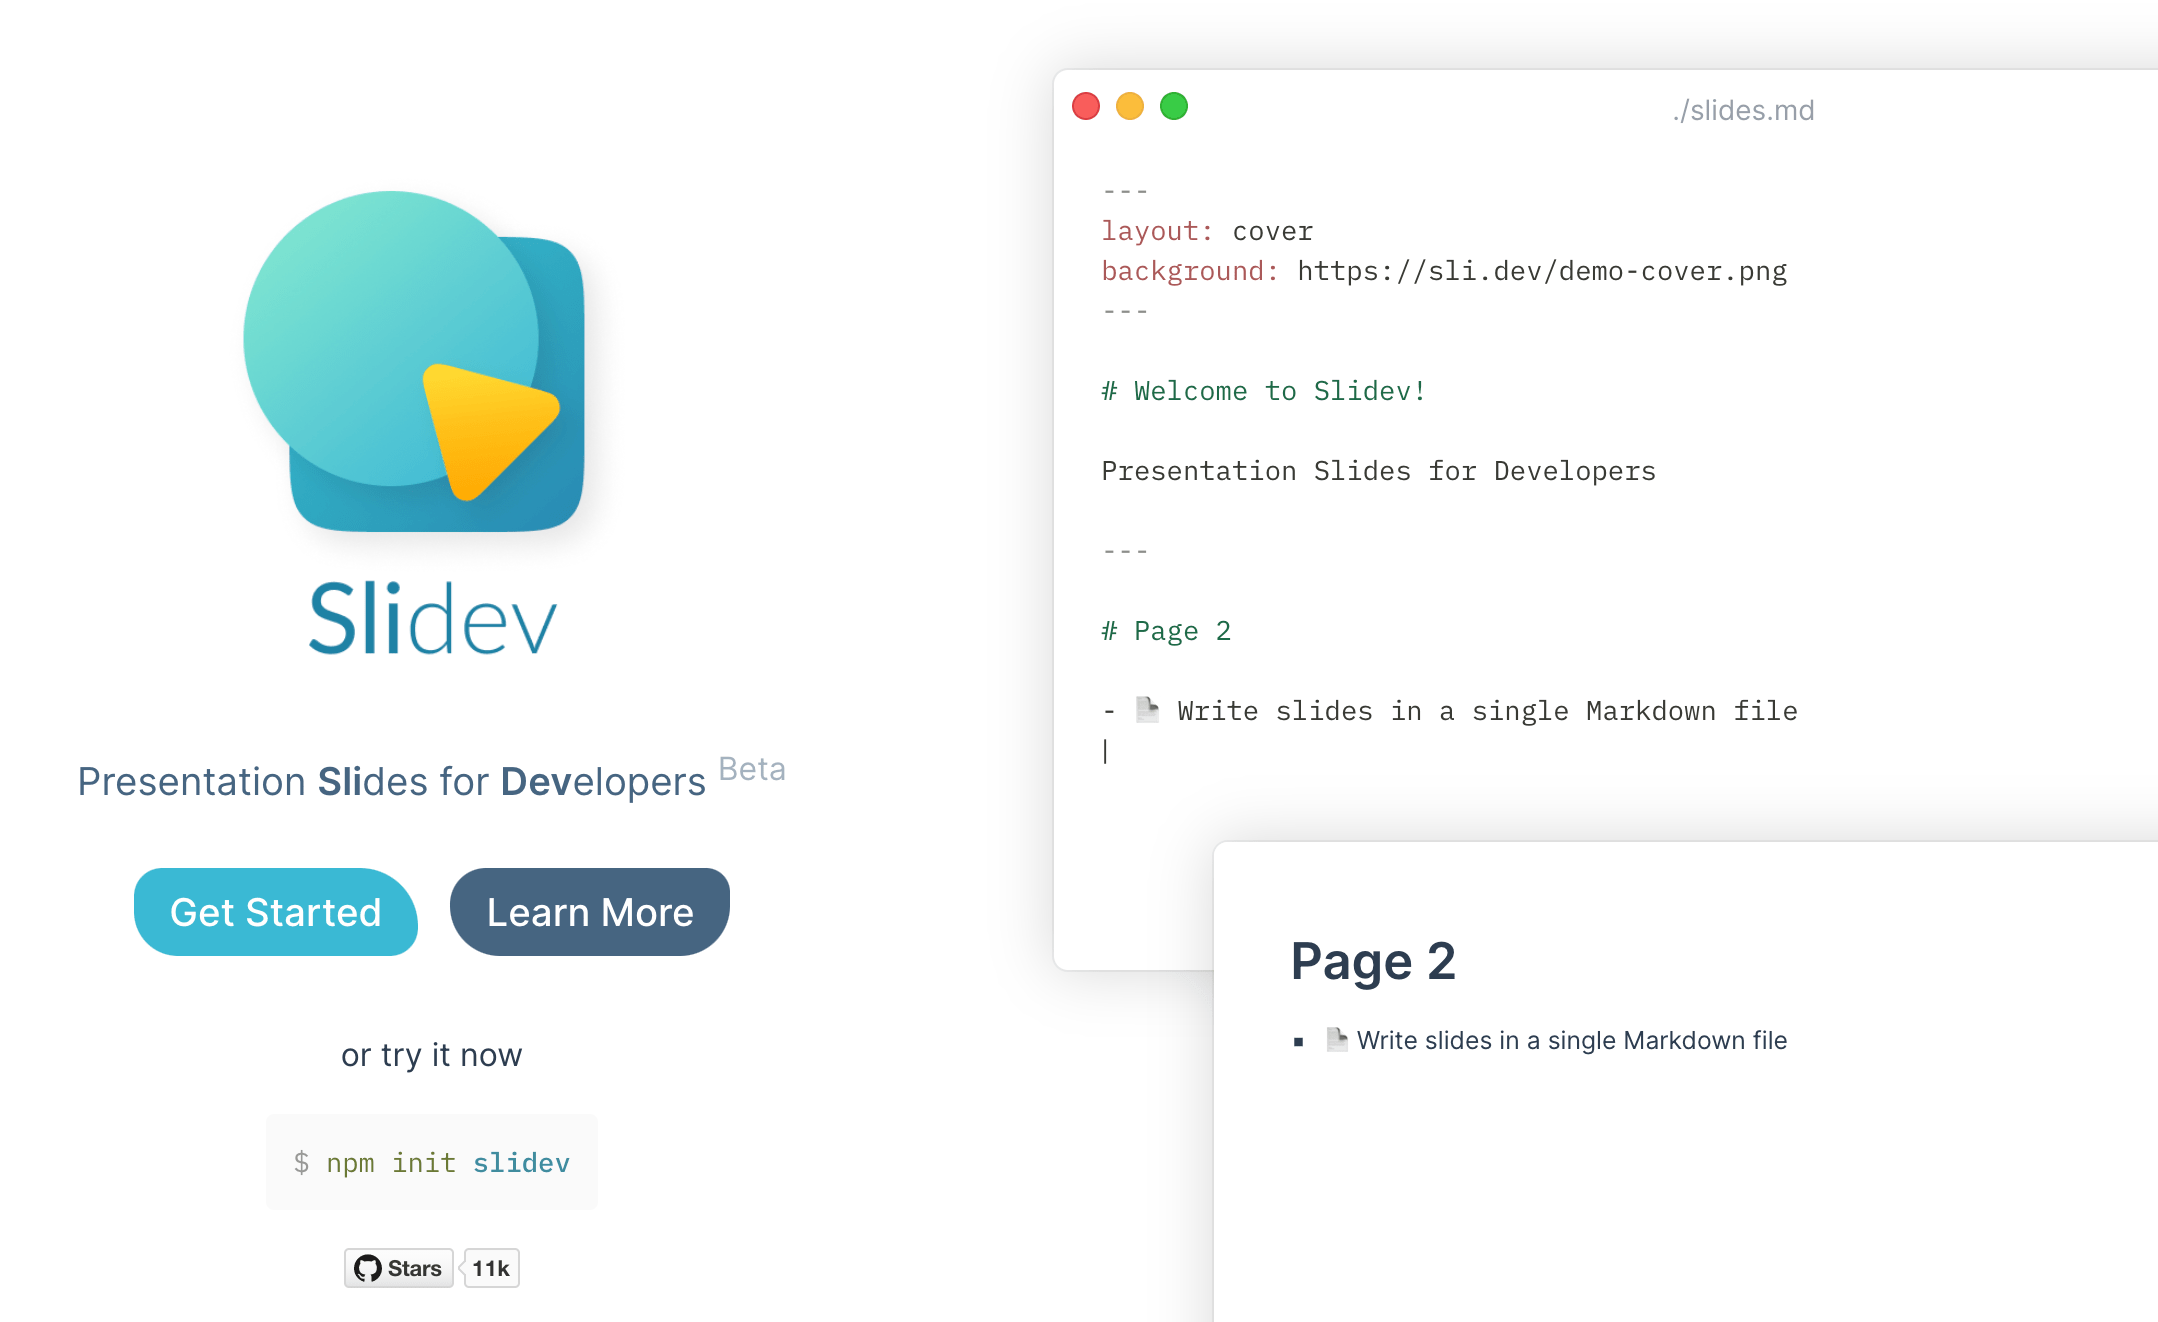 Slidev
Presentation Slides for Developers Beta
Get Started
Learn More
or try it now
$ npm init slidev
Stars
11k
./slides.md
---
layout: cover
background: https://sli.dev/demo-cover.png
---
# Welcome to Slidev!
Presentation Slides for Developers
---
# Page 2
- 📄 Write slides in a single Markdown file
|
Page 2
▪ 📄 Write slides in a single Markdown file